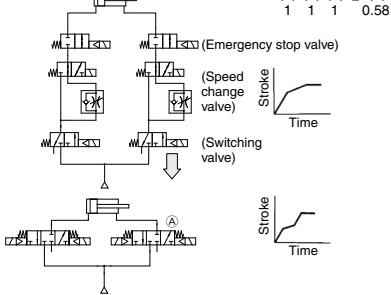 1 1 1 0.58
(Emergency stop valve)
(Speed
change
valve)
Stroke
Time
(Switching
valve)
A
Stroke
Time